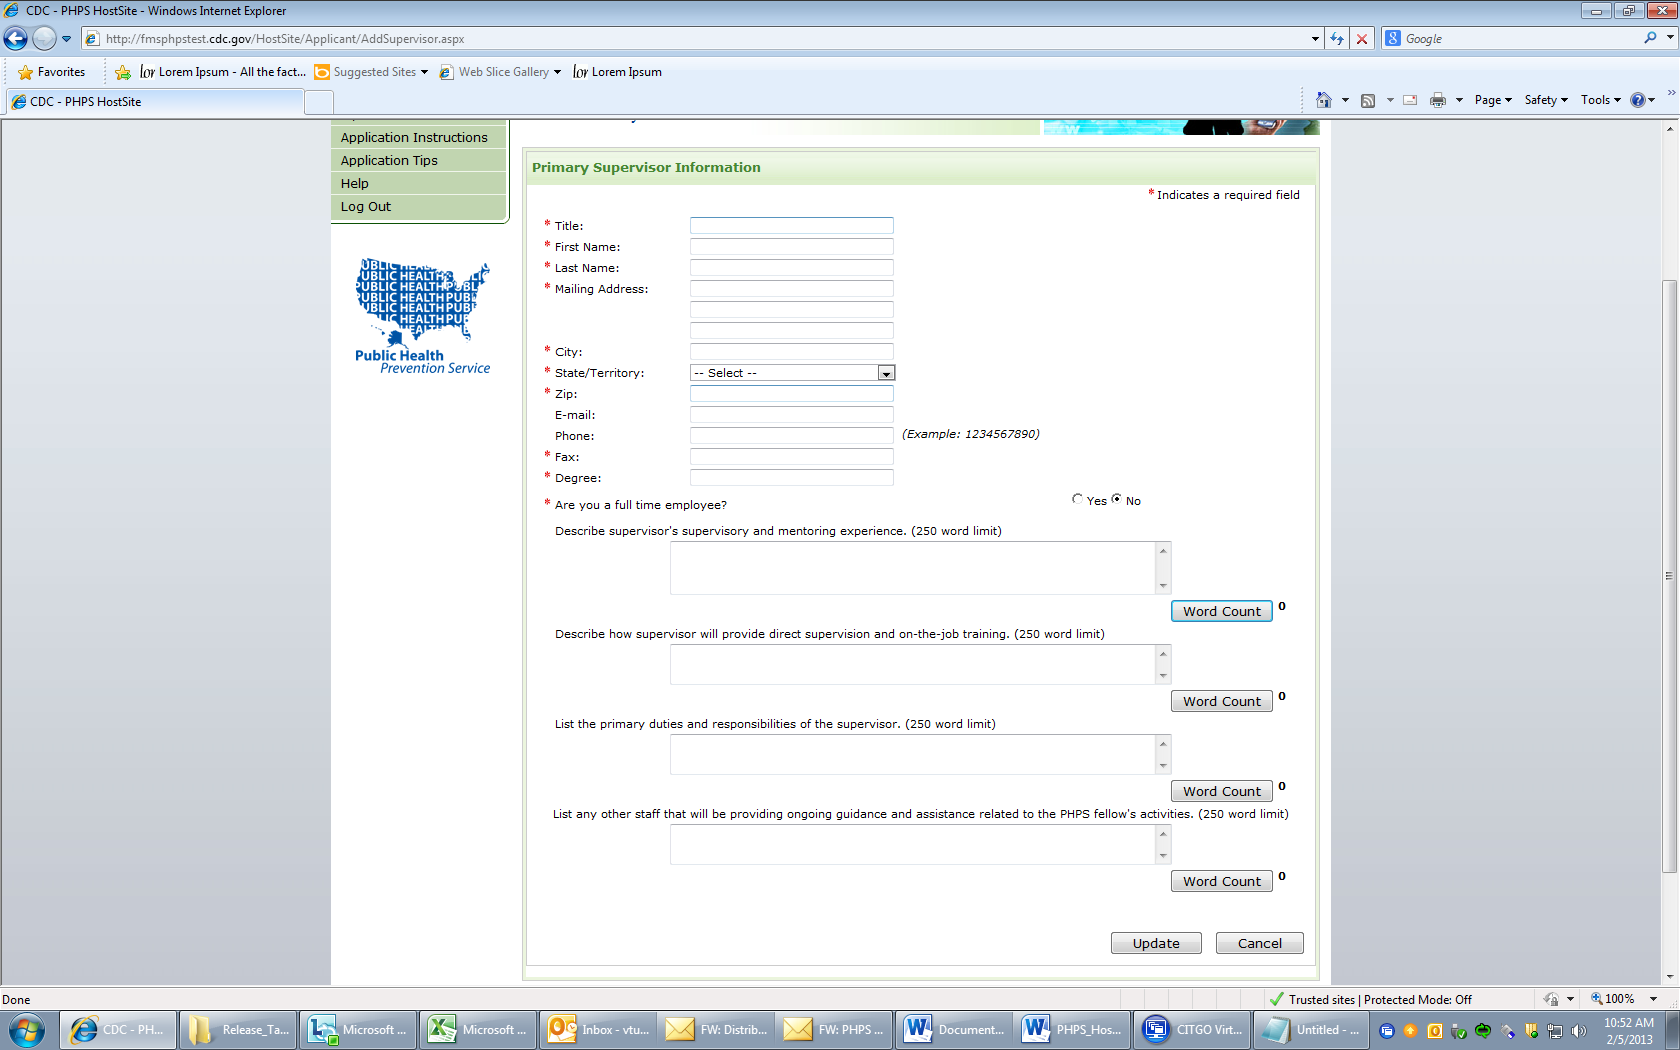 CDC - PHPS HostSite - Windows Internet Explorer
http://fmsphpstest.cdc.gov/HostSite/Applicant/AddSupervisor.aspx
Google
Favorites
lor Lorem Ipsum - All the fact...
Suggested Sites
Web Slice Gallery
lor Lorem Ipsum
CDC - PHPS HostSite
Page
Safety
Tools
Application Instructions
Application Tips
Help
Log Out
PUBLIC HEALTH
Public Health
Prevention Service
Primary Supervisor Information
* Indicates a required field
* Title:
* First Name:
* Last Name:
* Mailing Address:
* City:
* State/Territory: -- Select --
* Zip:
E-mail:
Phone: (Example: 1234567890)
* Fax:
* Degree:
* Are you a full time employee? Yes No
Describe supervisor's supervisory and mentoring experience. (250 word limit)
Word Count 0
Describe how supervisor will provide direct supervision and on-the-job training. (250 word limit)
Word Count 0
List the primary duties and responsibilities of the supervisor. (250 word limit)
Word Count 0
List any other staff that will be providing ongoing guidance and assistance related to the PHPS fellow's activities. (250 word limit)
Word Count 0
Update Cancel
Done
Trusted sites | Protected Mode: Off
100%
CDC - PH...
Release_Ta...
Microsoft ...
Microsoft ...
Inbox - vtu...
FW: Distrib...
FW: PHPS ...
Document...
PHPS_Hos...
CITGO Virt...
Untitled - ...
10:52 AM
2/5/2013